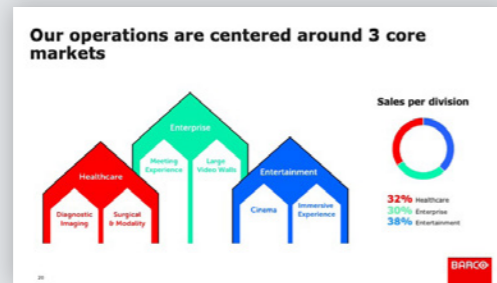 Our operations are centered around 3 core
markets
Enterprise
Meeting
Experience
Large
Video Walls
Healthcare
Diagnostic
Imaging
Surgical
& Modality
Entertainment
Cinema
Immersive
Experience
Sales per division
32% Healthcare
30% Enterprise
38% Entertainment
BARCO